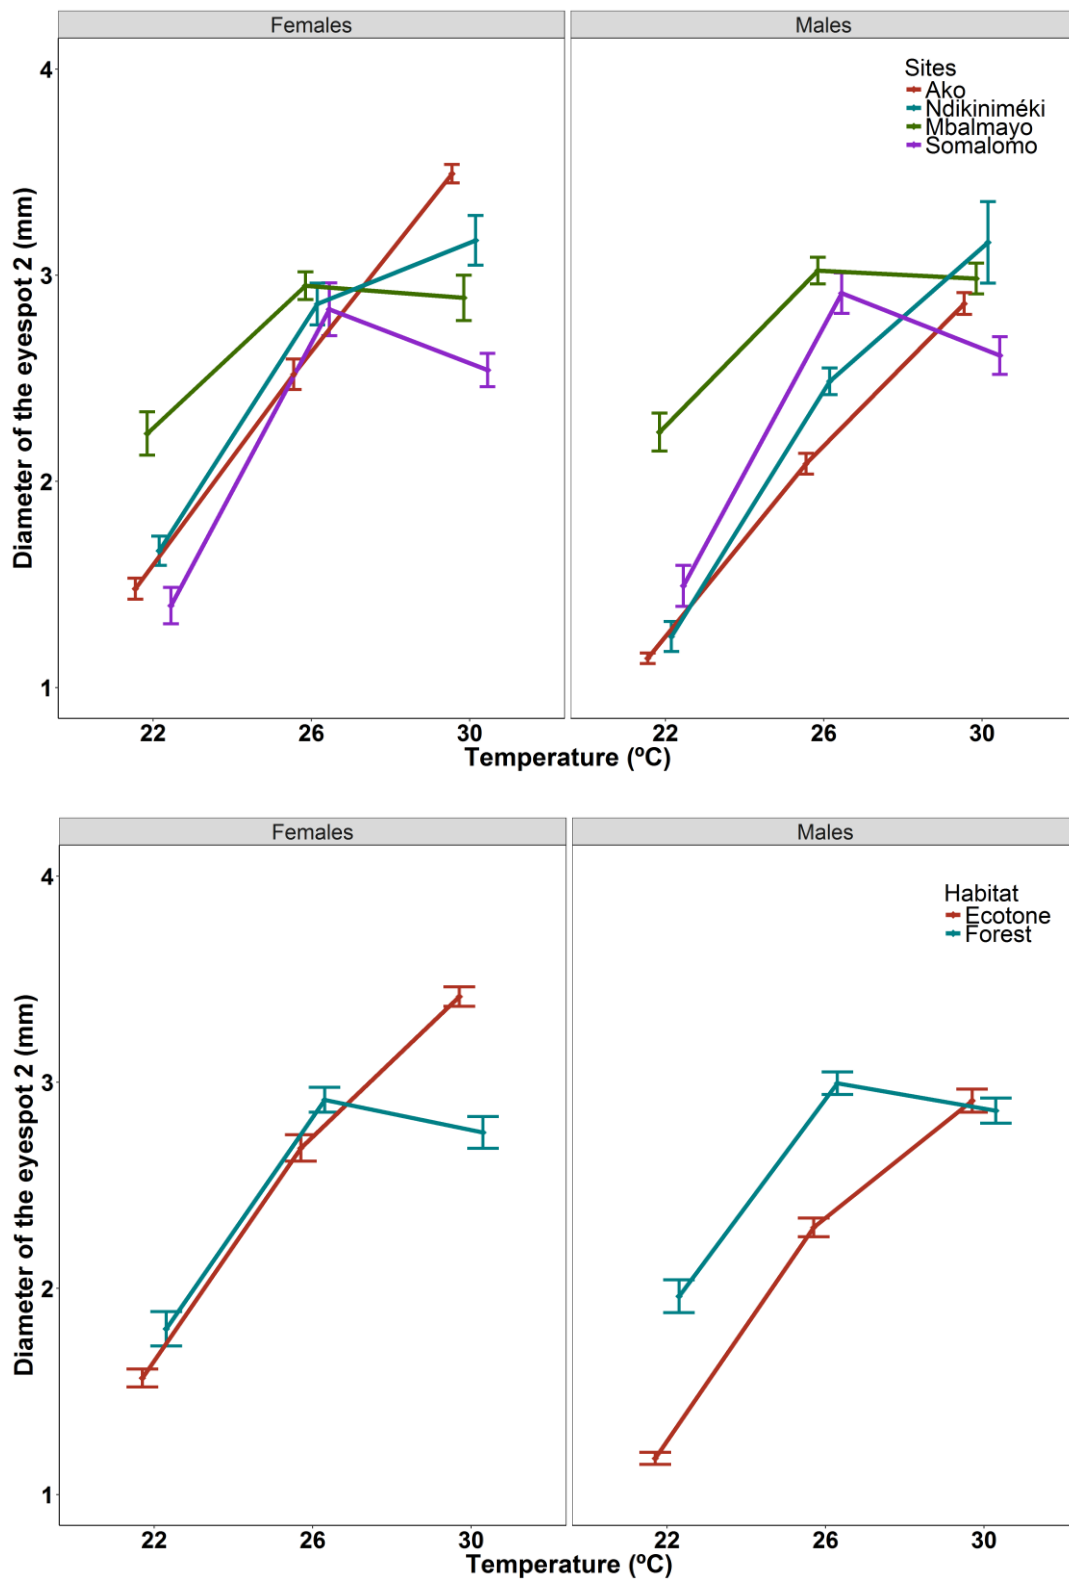 Females
Males
Diameter of the eyespot 2 (mm)
4
3
2
1
Sites
Ako
Ndikiniméki
Mbalmayo
Somalomo
22
26
30
22
26
30
Temperature (ºC)
Females
Males
Diameter of the eyespot 2 (mm)
4
3
2
1
Habitat
Ecotone
Forest
22
26
30
22
26
30
Temperature (ºC)